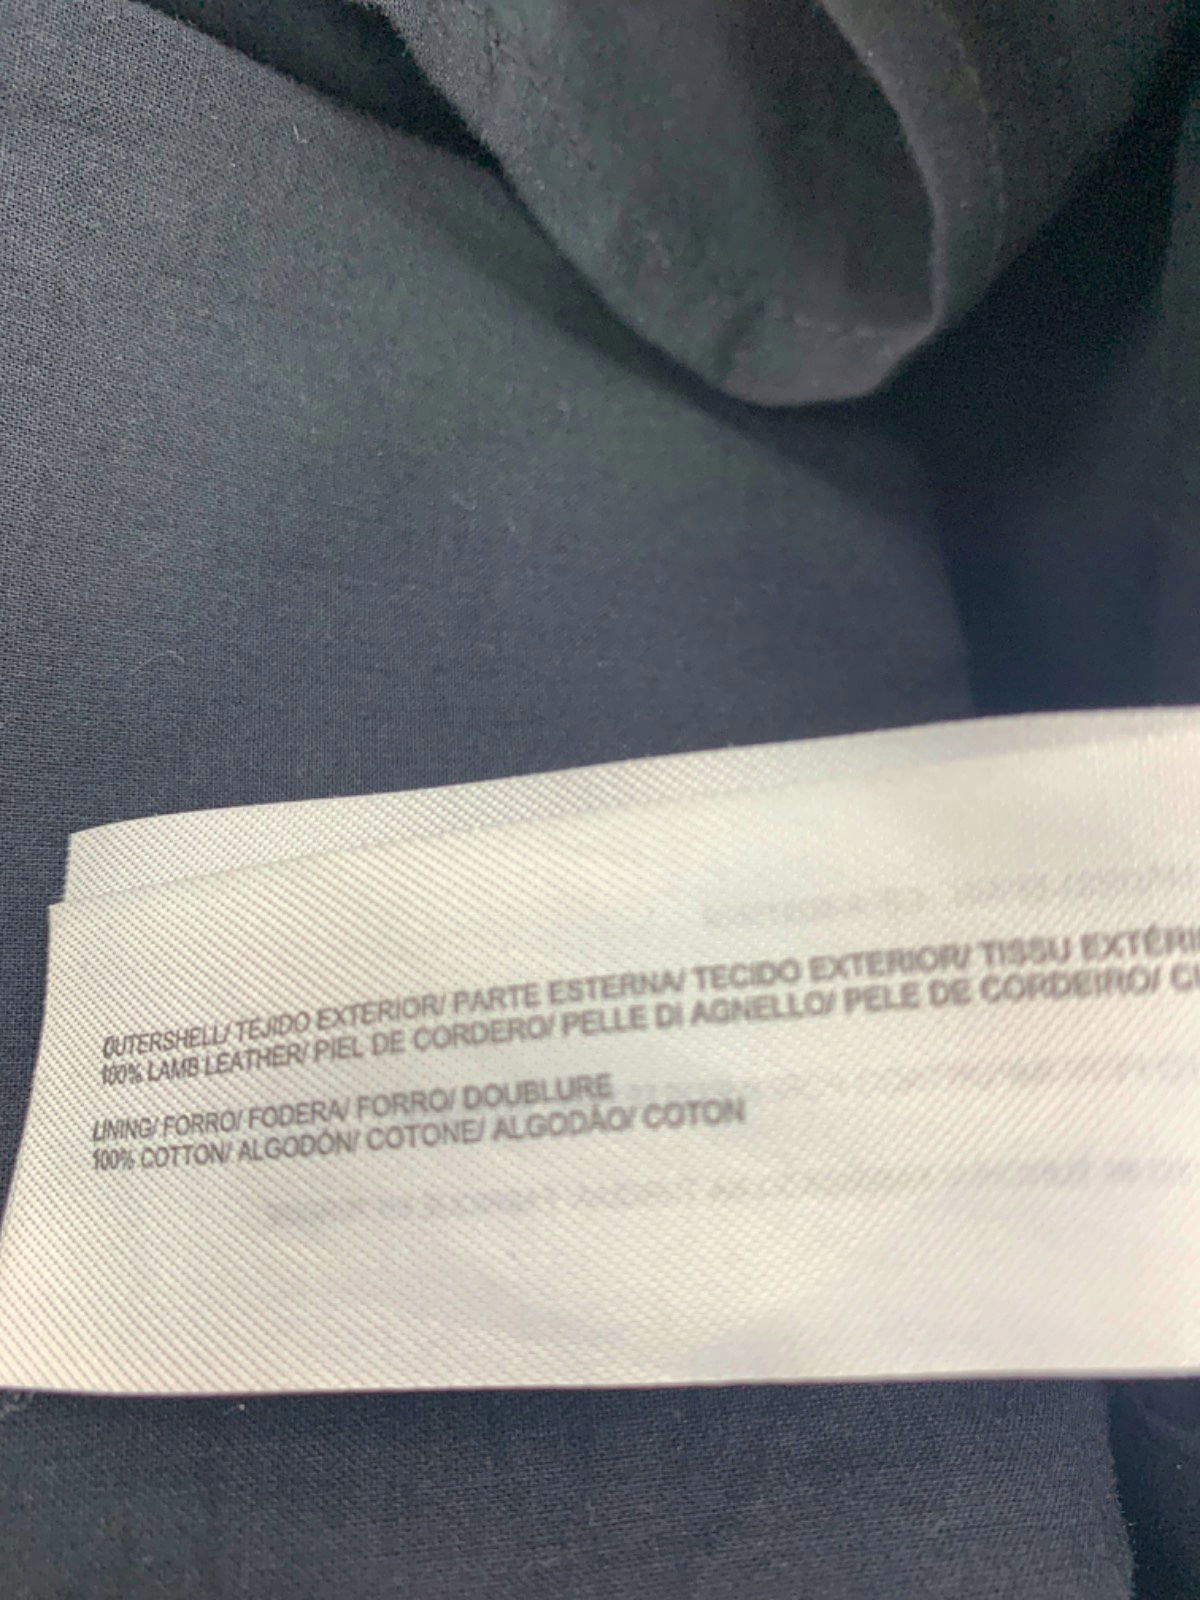 OUTERSHELL/ TEJIDO EXTERIOR/ PARTE ESTERNA/ TECIDO EXTERIOR/ TISSU EXTÉRI
100% LAMB LEATHER/ PIEL DE CORDERO/ PELLE DI AGNELLO/ PELE DE CORDEIRO/
LINING/ FORRO/ FODERA/ FORRO/ DOUBLURE
100% COTTON/ ALGODÓN/ COTONE/ ALGODÃO/ COTON